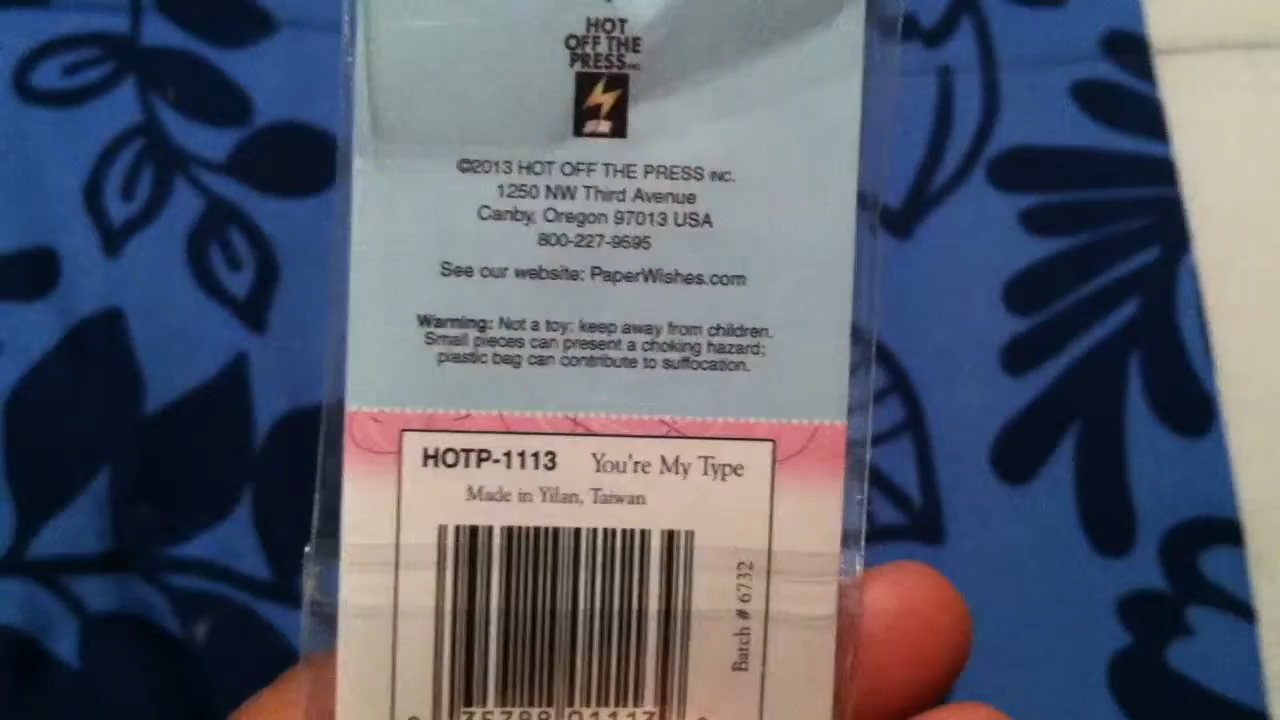 HOT
OFF THE
PRESS INC.
©2013 HOT OFF THE PRESS INC.
1250 NW Third Avenue
Canby, Oregon 97013 USA
800-227-9595
See our website: PaperWishes.com
Warning: Not a toy; keep away from children.
Small pieces can present a choking hazard;
plastic bag can contribute to suffocation.
HOTP-1113 You're My Type
Made in Yilan, Taiwan
Batch # 6732